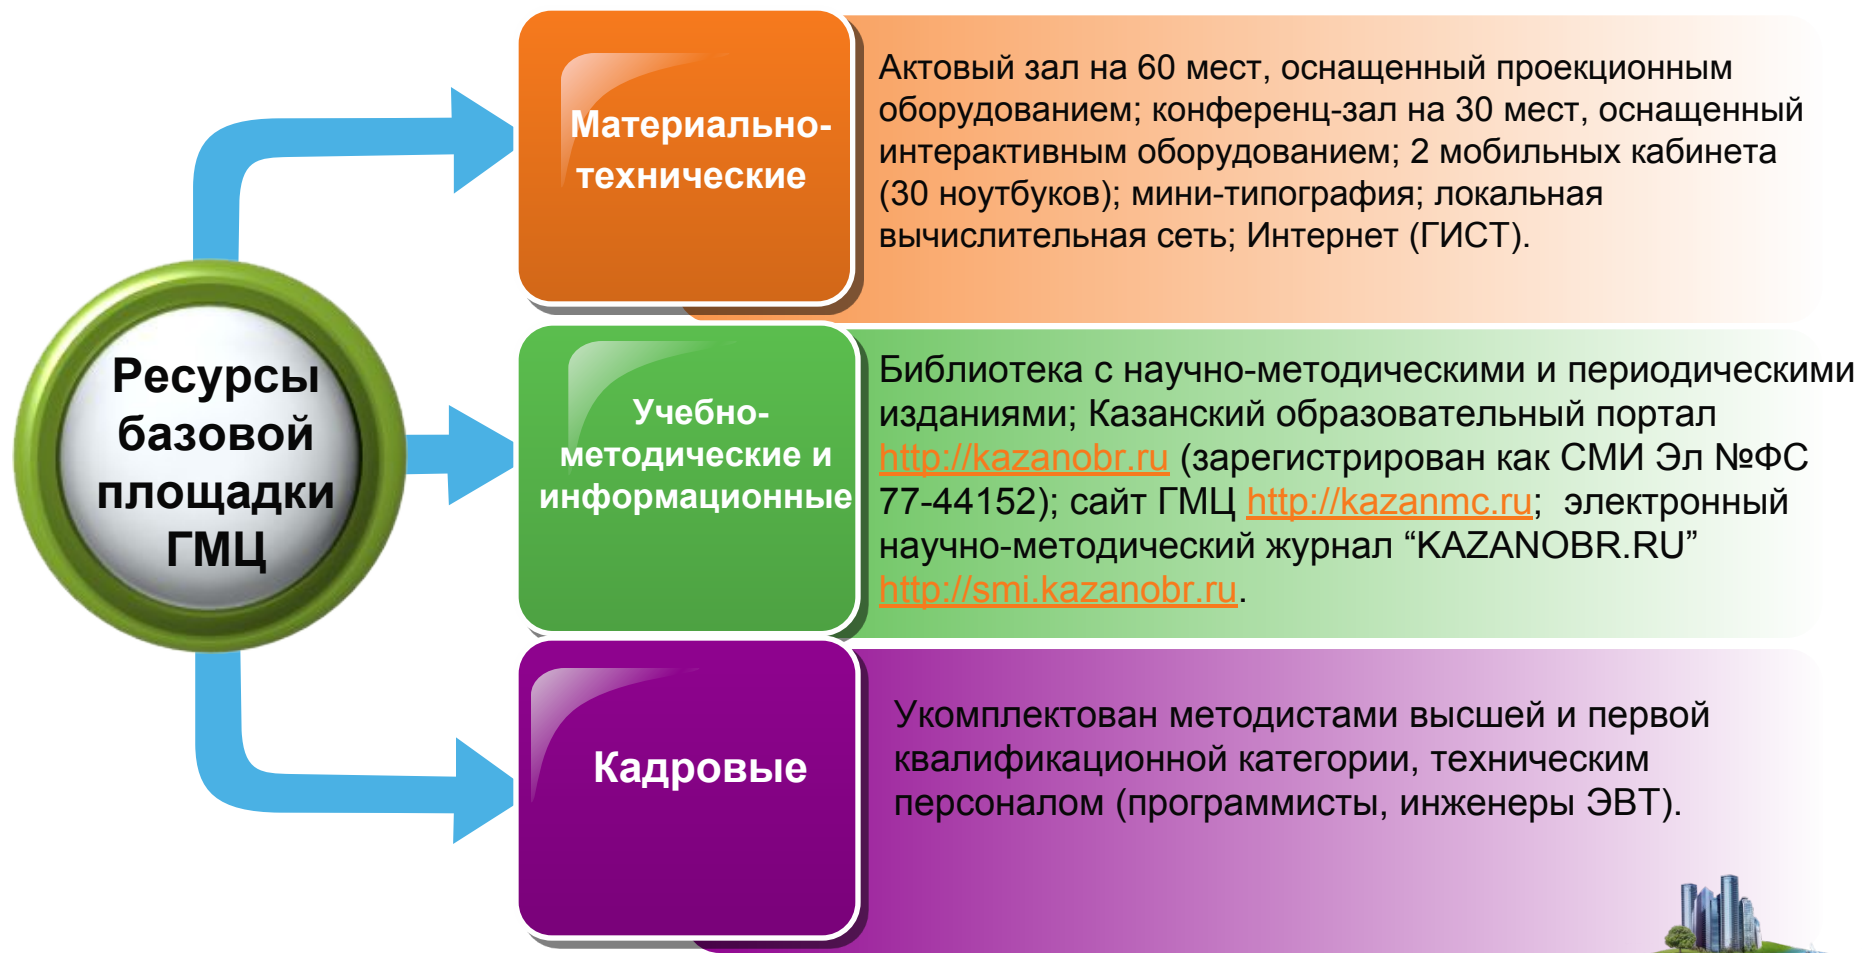 Ресурсы
базовой
площадки
ГМЦ
Материально-
технические
Актовый зал на 60 мест, оснащенный проекционным
оборудованием; конференц-зал на 30 мест, оснащенный
интерактивным оборудованием; 2 мобильных кабинета
(30 ноутбуков); мини-типография; локальная
вычислительная сеть; Интернет (ГИСТ).
Учебно-
методические и
информационные
Библиотека с научно-методическими и периодическими
изданиями; Казанский образовательный портал
http://kazanobr.ru (зарегистрирован как СМИ Эл №ФС
77-44152); сайт ГМЦ http://kazanmc.ru;  электронный
научно-методический журнал “KAZANOBR.RU”
http://smi.kazanobr.ru.
Кадровые
Укомплектован методистами высшей и первой
квалификационной категории, техническим
персоналом (программисты, инженеры ЭВТ).